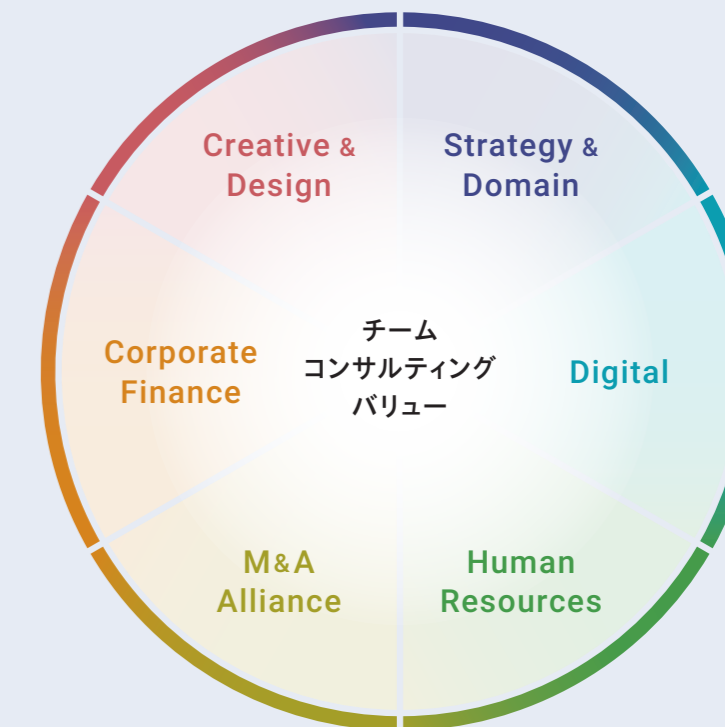 Creative &
Design
Strategy &
Domain
Corporate
Finance
チーム
コンサルティング
バリュー
Digital
M&A
Alliance
Human
Resources